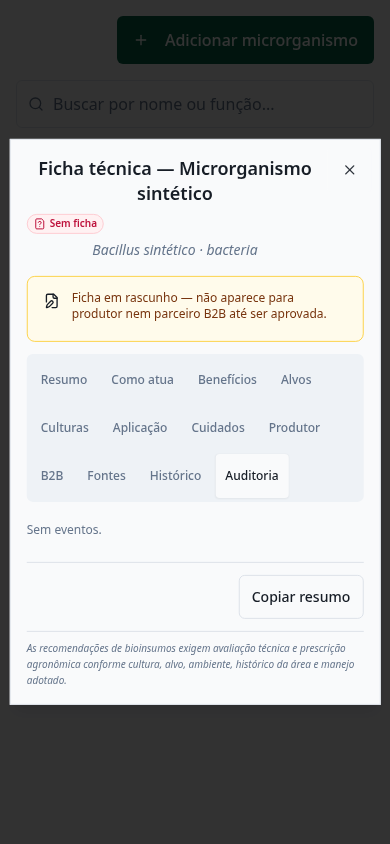 Adicionar microrganismo
Buscar por nome ou função...
Ficha técnica — Microrganismo
sintético
Sem ficha
Bacillus sintético · bacteria
Ficha em rascunho — não aparece para
produtor nem parceiro B2B até ser aprovada.
Resumo Como atua Benefícios Alvos
Culturas Aplicação Cuidados Produtor
B2B Fontes Histórico Auditoria
Sem eventos.
Copiar resumo
As recomendações de bioinsumos exigem avaliação técnica e prescrição
agronômica conforme cultura, alvo, ambiente, histórico da área e manejo
adotado.